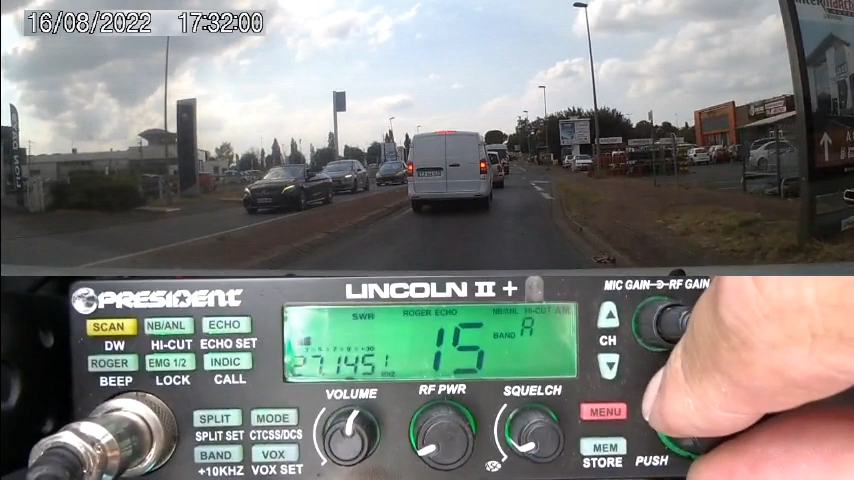 16/08/2022 17:32:00
PRESIDENT
LINCOLN II +
MIC GAIN RF GAIN
SCAN NB/ANL ECHO
DW HI-CUT ECHO SET
ROGER EMG 1/2 INDIC
BEEP LOCK CALL
SPLIT MODE
SPLIT SET CTCSS/DCS
BAND VOX
+10KHZ VOX SET
SWR ROGER ECHO NB/ANL HI-CUT AM
15 BAND A
27.1451
VOLUME RF PWR SQUELCH
CH
MENU
MEM
STORE PUSH